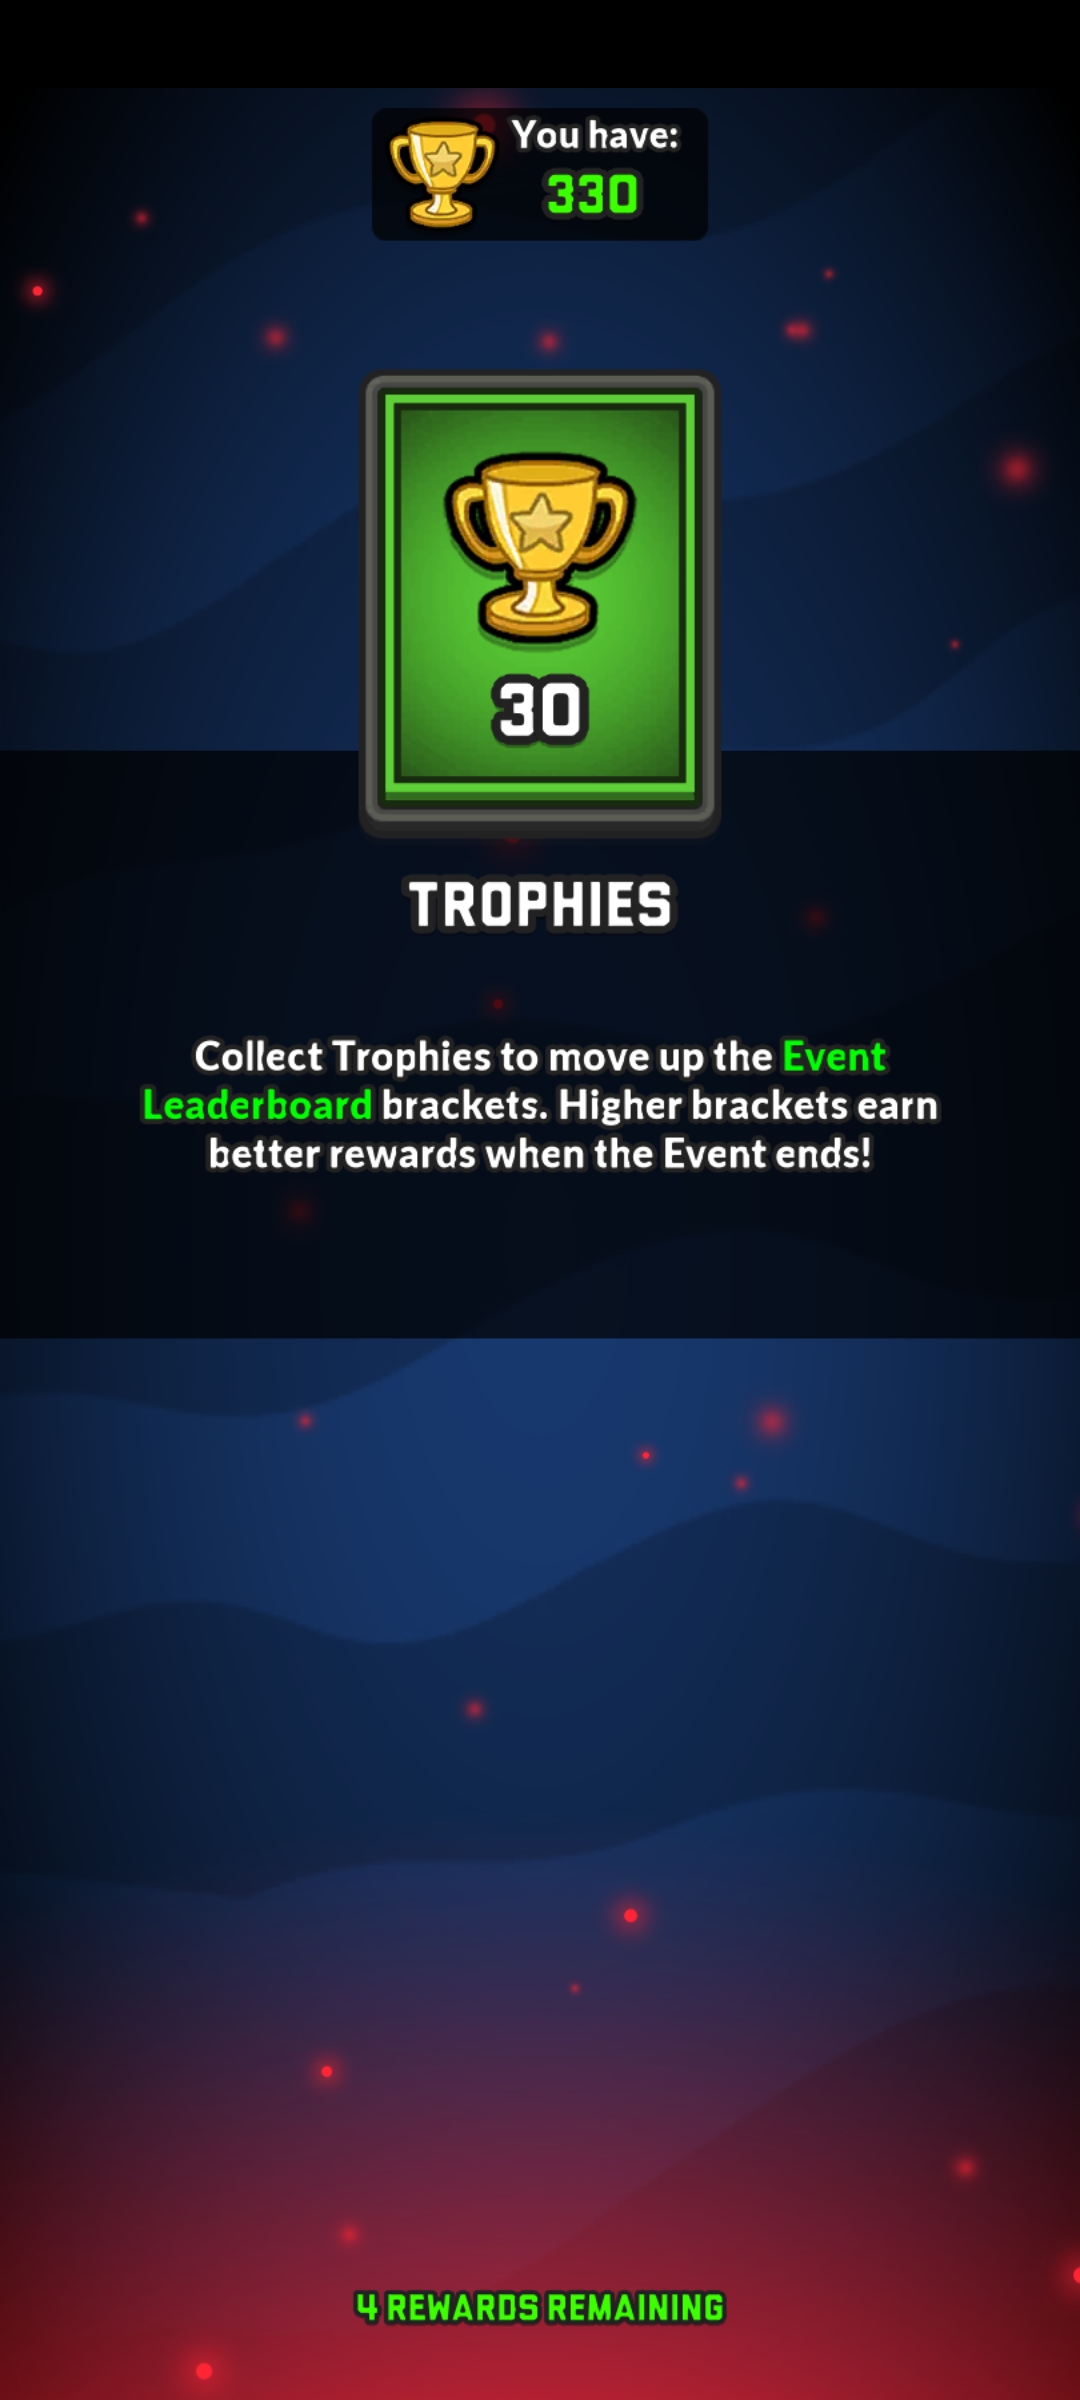 You have:
330
30
TROPHIES
Collect Trophies to move up the Event
Leaderboard brackets. Higher brackets earn
better rewards when the Event ends!
4 REWARDS REMAINING